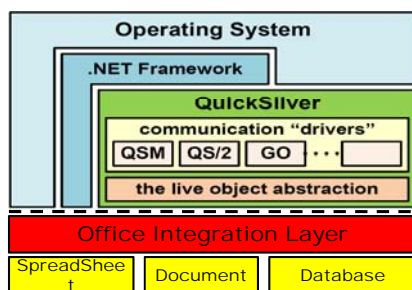 Operating System
.NET Framework
QuickSilver
communication "drivers"
QSM QS/2 GO ····
the live object abstraction
Office Integration Layer
SpreadShee
t
Document
Database